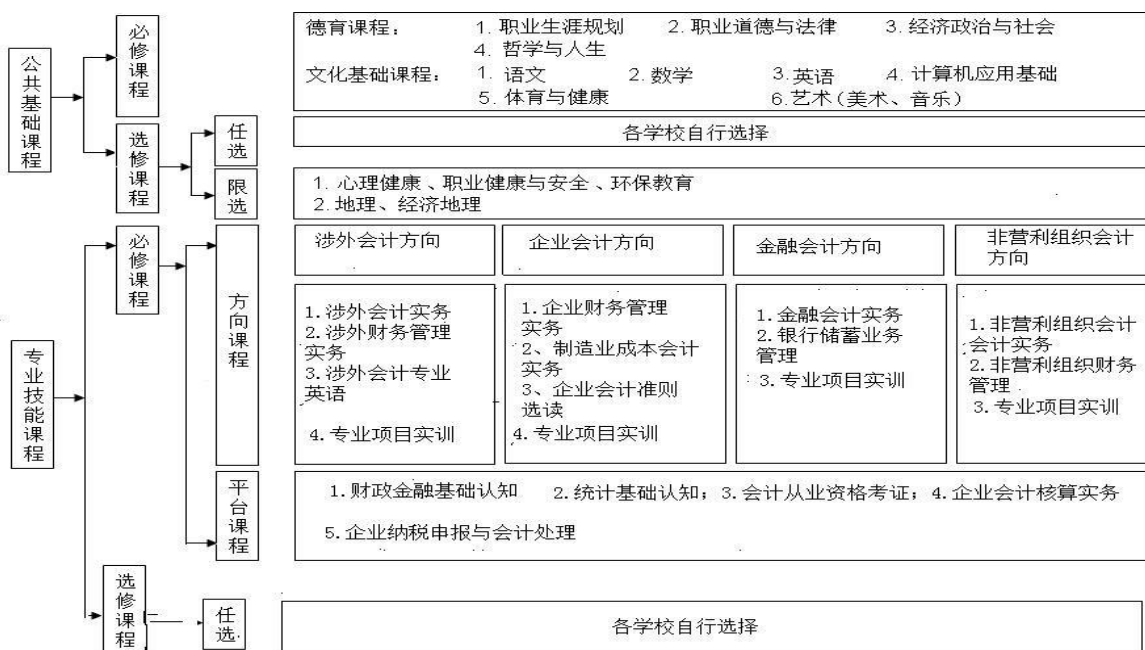 公共基础课程
必修课程
德育课程： 1. 职业生涯规划 2. 职业道德与法律 3. 经济政治与社会
4. 哲学与人生
文化基础课程： 1. 语文 2. 数学 3. 英语 4. 计算机应用基础
5. 体育与健康 6. 艺术（美术、音乐）
选修课程
任选
各学校自行选择
限选
1. 心理健康、职业健康与安全、环保教育
2. 地理、经济地理
专业技能课程
必修课程
方向课程
涉外会计方向
企业会计方向
金融会计方向
非营利组织会计
方向
1. 涉外会计实务
2. 涉外财务管理
实务
3. 涉外会计专业
英语
4. 专业项目实训
1. 企业财务管理
实务
2、制造业成本会计
实务
3、企业会计准则
选读
4. 专业项目实训
1. 金融会计实务
2. 银行储蓄业务
管理
3. 专业项目实训
1. 非营利组织会计
会计实务
2. 非营利组织财务
管理
3. 专业项目实训
平台课程
1. 财政金融基础认知 2. 统计基础认知；3. 会计从业资格考证；4. 企业会计核算实务
5. 企业纳税申报与会计处理
选修课程
任选
各学校自行选择